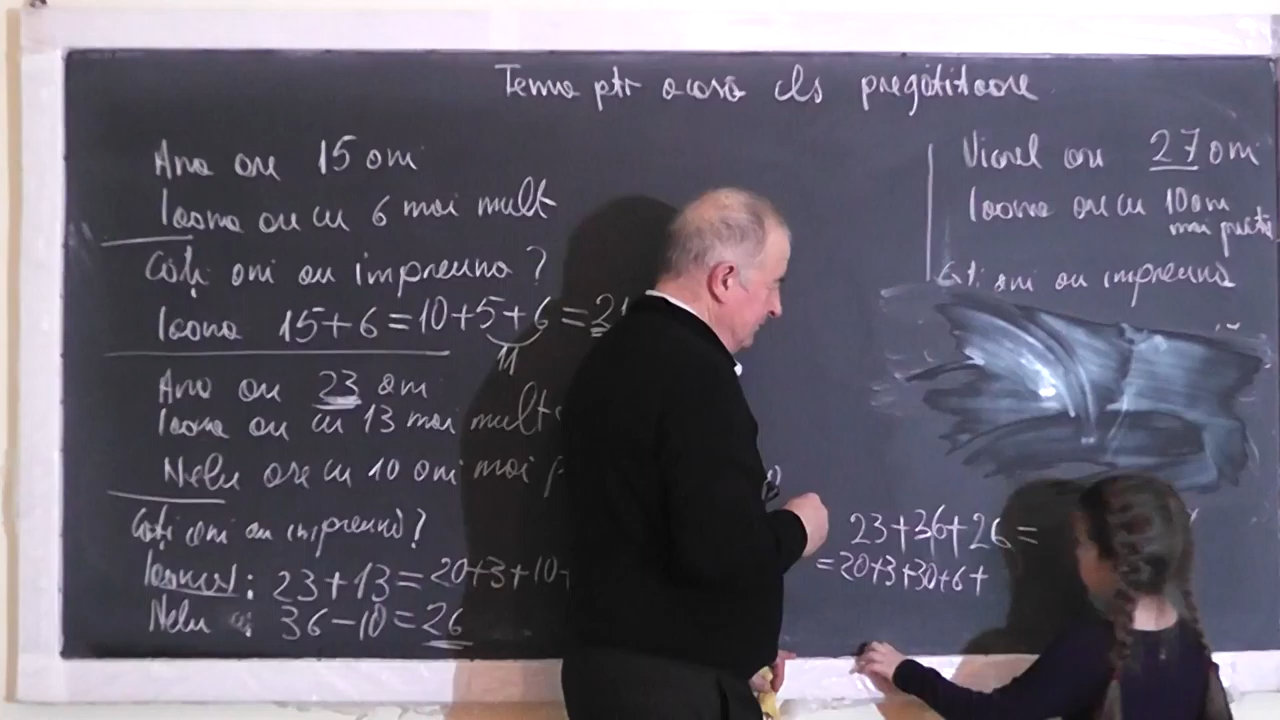 Tema ptr acasă cls pregătitoare
Ana are 15 ani
Ioana are cu 6 mai mult
Câți ani au împreună?
Ioana 15+6=10+5+6=2
11
Ana are 23 ani
Ioana are cu 13 mai mult
Nelu are cu 10 ani mai
Câți ani au împreună?
Ioana : 23+13=20+3+10+
Nelu : 36-10=26
Viorel are 27 ani
Ioana are cu 10 ani
mai puțin
Câți ani au împreună
23+36+26=
=20+3+30+6+